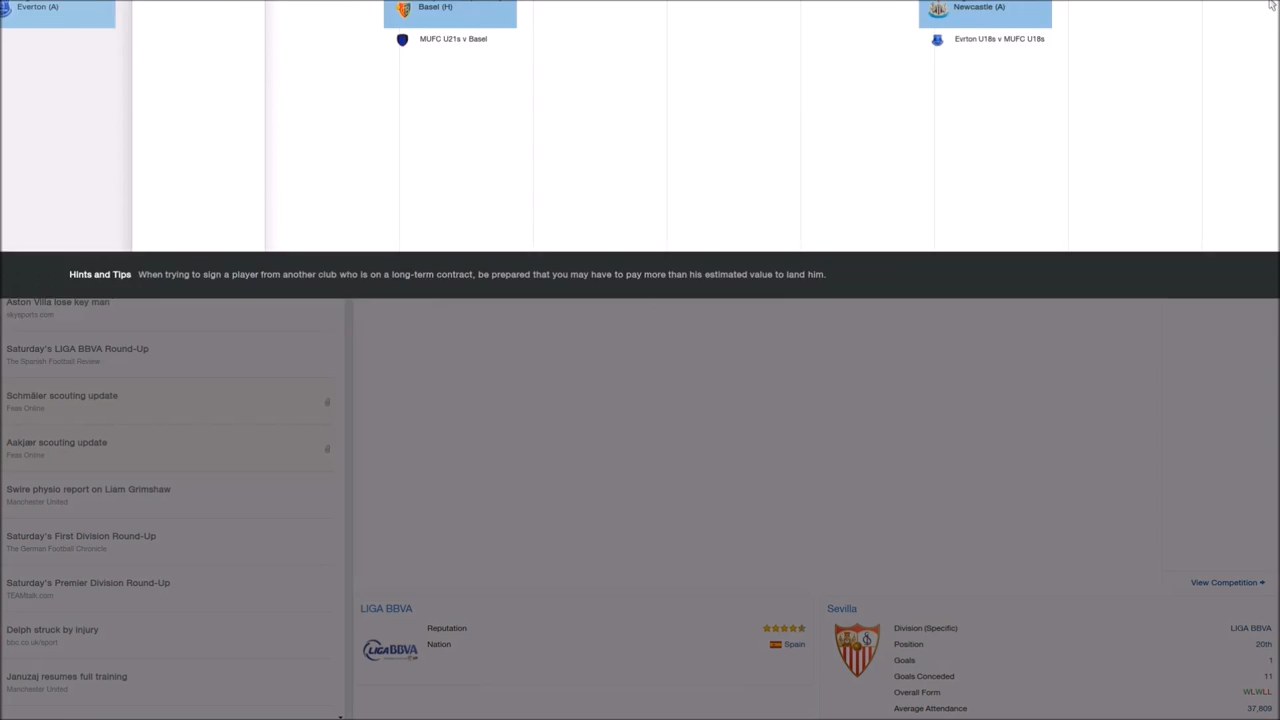 Everton (A)
Basel (H)
Newcastle (A)
MUFC U21s v Basel
Evrton U18s v MUFC U18s
Hints and Tips When trying to sign a player from another club who is on a long-term contract, be prepared that you may have to pay more than his estimated value to land him.
Aston Villa lose key man
skysports.com
Saturday's LIGA BBVA Round-Up
The Spanish Football Review
Schmåler scouting update
Feas Online
Aakjær scouting update
Feas Online
Swire physio report on Liam Grimshaw
Manchester United
Saturday's First Division Round-Up
The German Football Chronicle
Saturday's Premier Division Round-Up
TEAMtalk.com
Delph struck by injury
bbc.co.uk/sport
Januzaj resumes full training
Manchester United
View Competition
LIGA BBVA
Reputation
Nation
Spain
LIGA BBVA
Sevilla
Division (Specific) LIGA BBVA
Position 20th
Goals 1
Goals Conceded 11
Overall Form WLWLL
Average Attendance 37,809